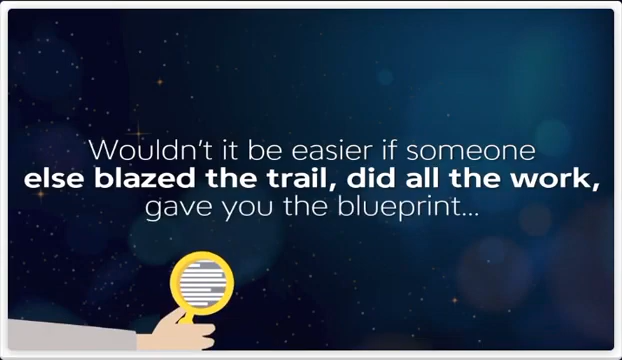 Wouldn't it be easier if someone
else blazed the trail, did all the work,
gave you the blueprint...